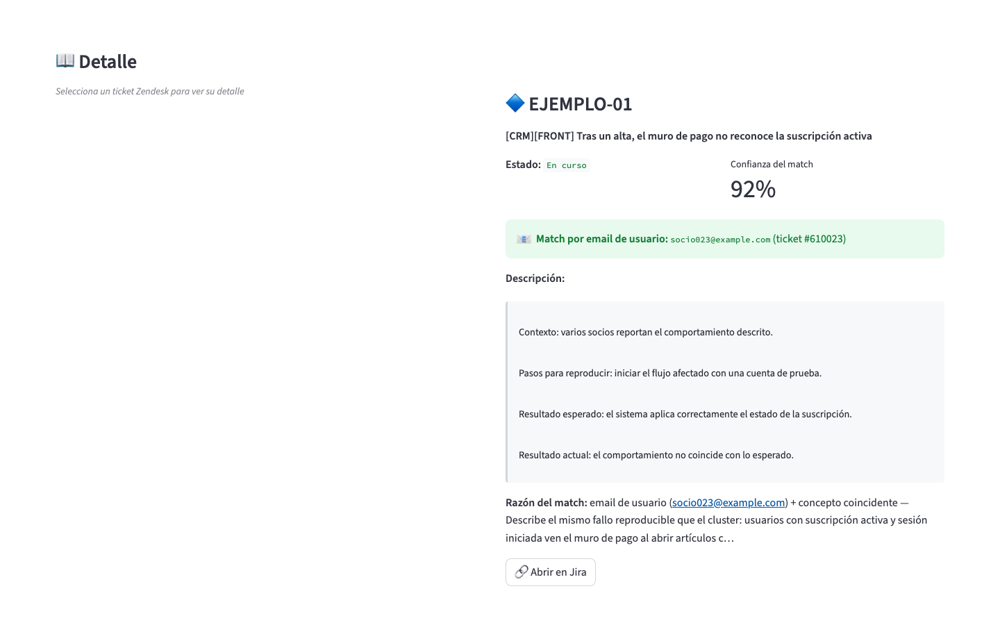 Detalle
Selecciona un ticket Zendesk para ver su detalle
EJEMPLO-01
[CRM][FRONT] Tras un alta, el muro de pago no reconoce la suscripción activa
Estado: En curso
Confianza del match
92%
Match por email de usuario: socio023@example.com (ticket #610023)
Descripción:
Contexto: varios socios reportan el comportamiento descrito.
Pasos para reproducir: iniciar el flujo afectado con una cuenta de prueba.
Resultado esperado: el sistema aplica correctamente el estado de la suscripción.
Resultado actual: el comportamiento no coincide con lo esperado.
Razón del match: email de usuario (socio023@example.com) + concepto coincidente —
Describe el mismo fallo reproducible que el cluster: usuarios con suscripción activa y sesión
iniciada ven el muro de pago al abrir artículos c…
Abrir en Jira